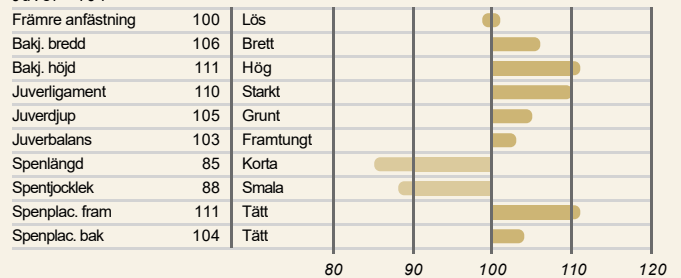 Främre anfästning 100 Lös
Bakj. bredd 106 Brett
Bakj. höjd 111 Hög
Juverligament 110 Starkt
Juverdjup 105 Grunt
Juverbalans 103 Framtungt
Spenlängd 85 Korta
Spentjocklek 88 Smala
Spenplac. fram 111 Tätt
Spenplac. bak 104 Tätt
80 90 100 110 120